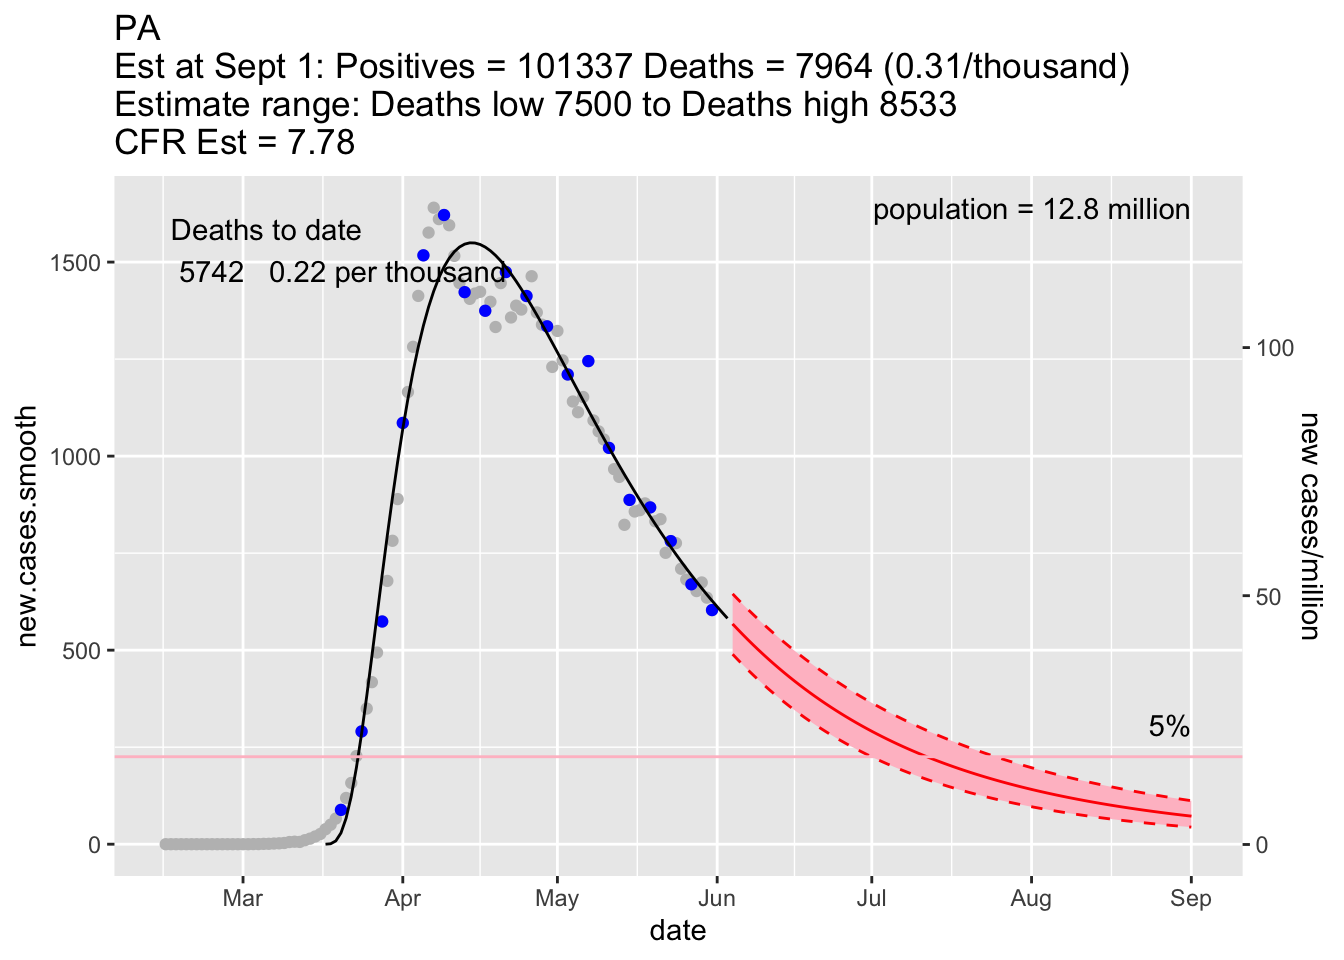 PA
Est at Sept 1: Positives = 101337 Deaths = 7964 (0.31/thousand)
Estimate range: Deaths low 7500 to Deaths high 8533
CFR Est = 7.78
Deaths to date
5742 0.22 per thousand
population = 12.8 million
5%
new.cases.smooth
1500
1000
500
0
new cases/million
100
50
0
Mar Apr May Jun Jul Aug Sep
date